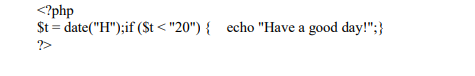 <?php
$t = date("H");if ($t < "20") {   echo "Have a good day!";}
?>